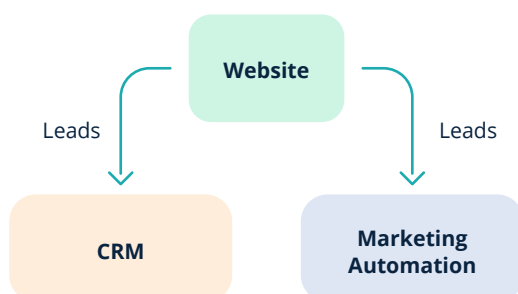 Website
Leads
Leads
CRM
Marketing
Automation